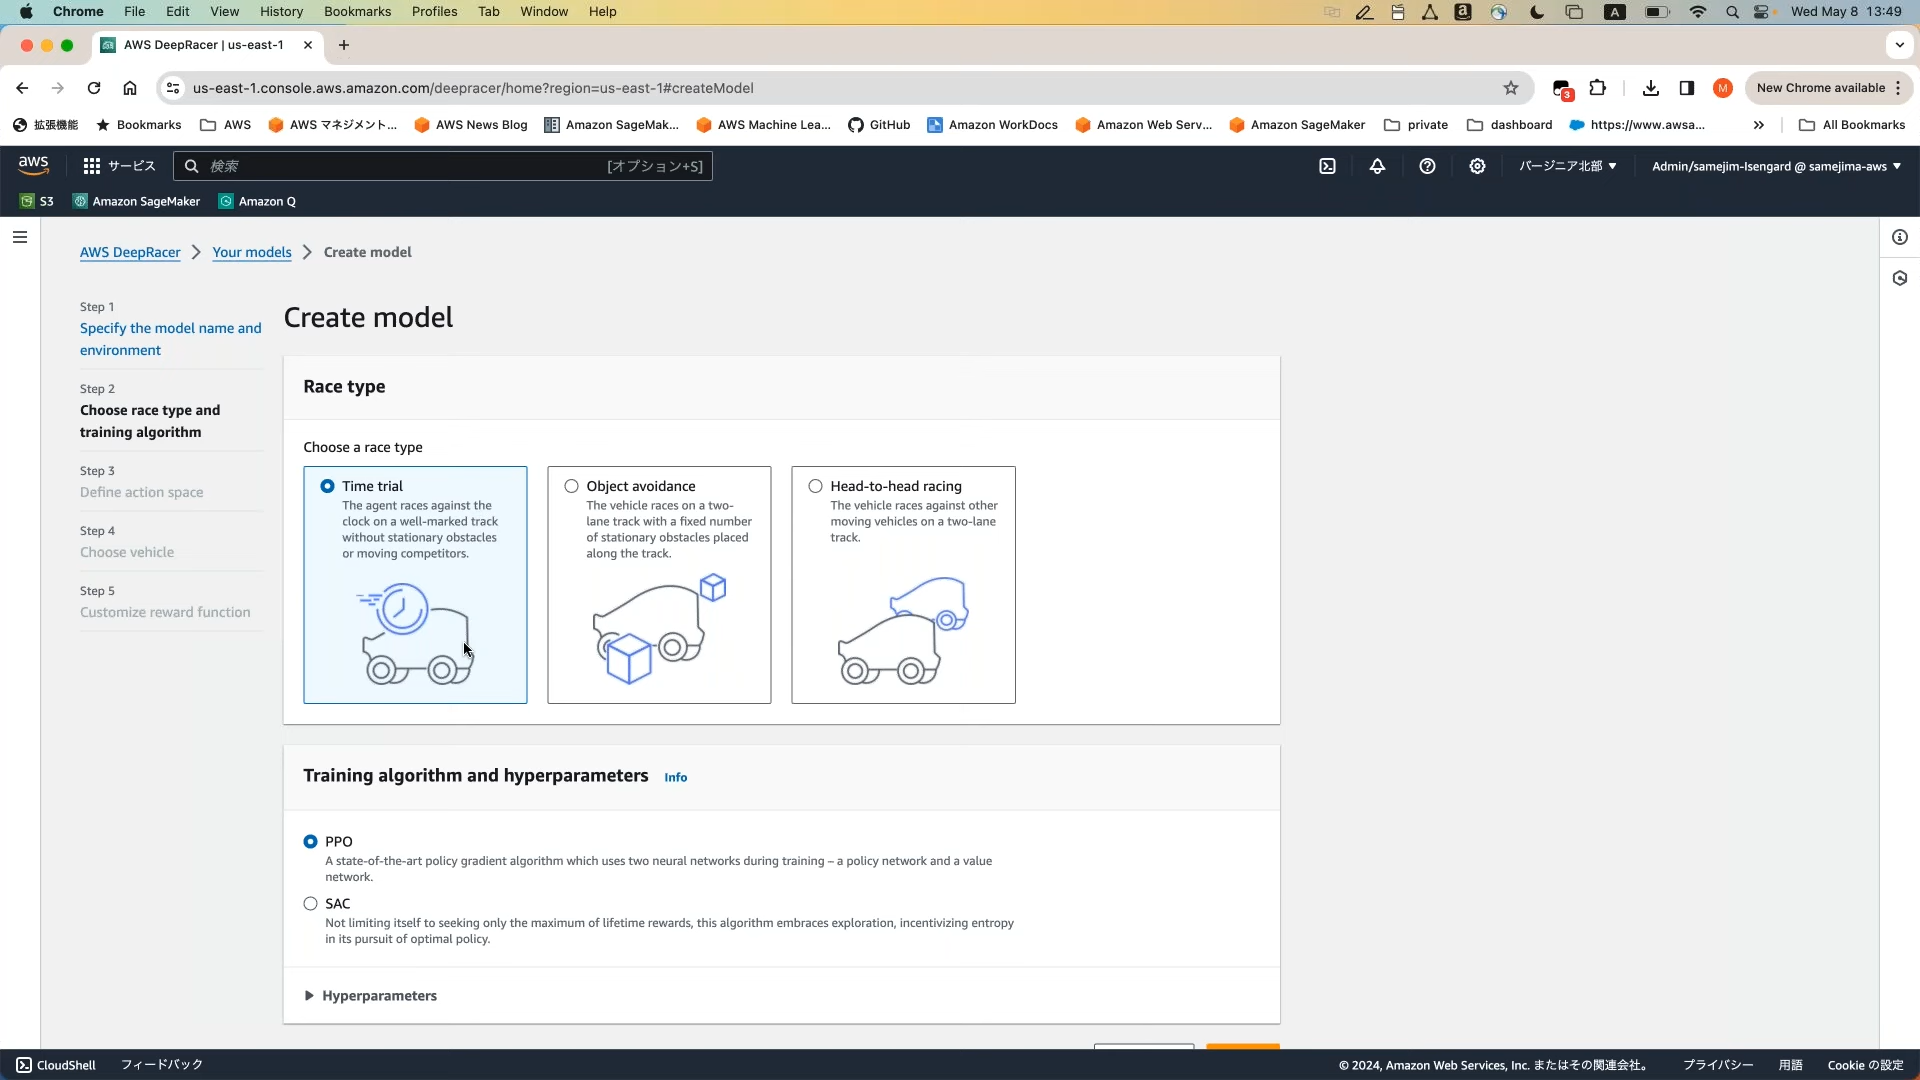 Chrome File Edit View History Bookmarks Profiles Tab Window Help A Wed May 8 13:49
AWS DeepRacer | us-east-1
us-east-1.console.aws.amazon.com/deepracer/home?region=us-east-1#createModel 3 M New Chrome available
拡張機能 Bookmarks AWS AWS マネジメント... AWS News Blog Amazon SageMak... AWS Machine Lea... GitHub Amazon WorkDocs Amazon Web Serv... Amazon SageMaker private dashboard https://www.awsa... All Bookmarks
aws サービス 検索 [オプション+S] バージニア北部 Admin/samejim-Isengard @ samejima-aws
S3 Amazon SageMaker Amazon Q
AWS DeepRacer Your models Create model
Step 1
Specify the model name and
environment
Step 2
Choose race type and
training algorithm
Step 3
Define action space
Step 4
Choose vehicle
Step 5
Customize reward function
Create model
Race type
Choose a race type
Time trial
The agent races against the
clock on a well-marked track
without stationary obstacles
or moving competitors.
Object avoidance
The vehicle races on a two-
lane track with a fixed number
of stationary obstacles placed
along the track.
Head-to-head racing
The vehicle races against other
moving vehicles on a two-lane
track.
Training algorithm and hyperparameters Info
PPO
A state-of-the-art policy gradient algorithm which uses two neural networks during training – a policy network and a value
network.
SAC
Not limiting itself to seeking only the maximum of lifetime rewards, this algorithm embraces exploration, incentivizing entropy
in its pursuit of optimal policy.
Hyperparameters
CloudShell フィードバック © 2024, Amazon Web Services, Inc. またはその関連会社。 プライバシー 用語 Cookie の設定